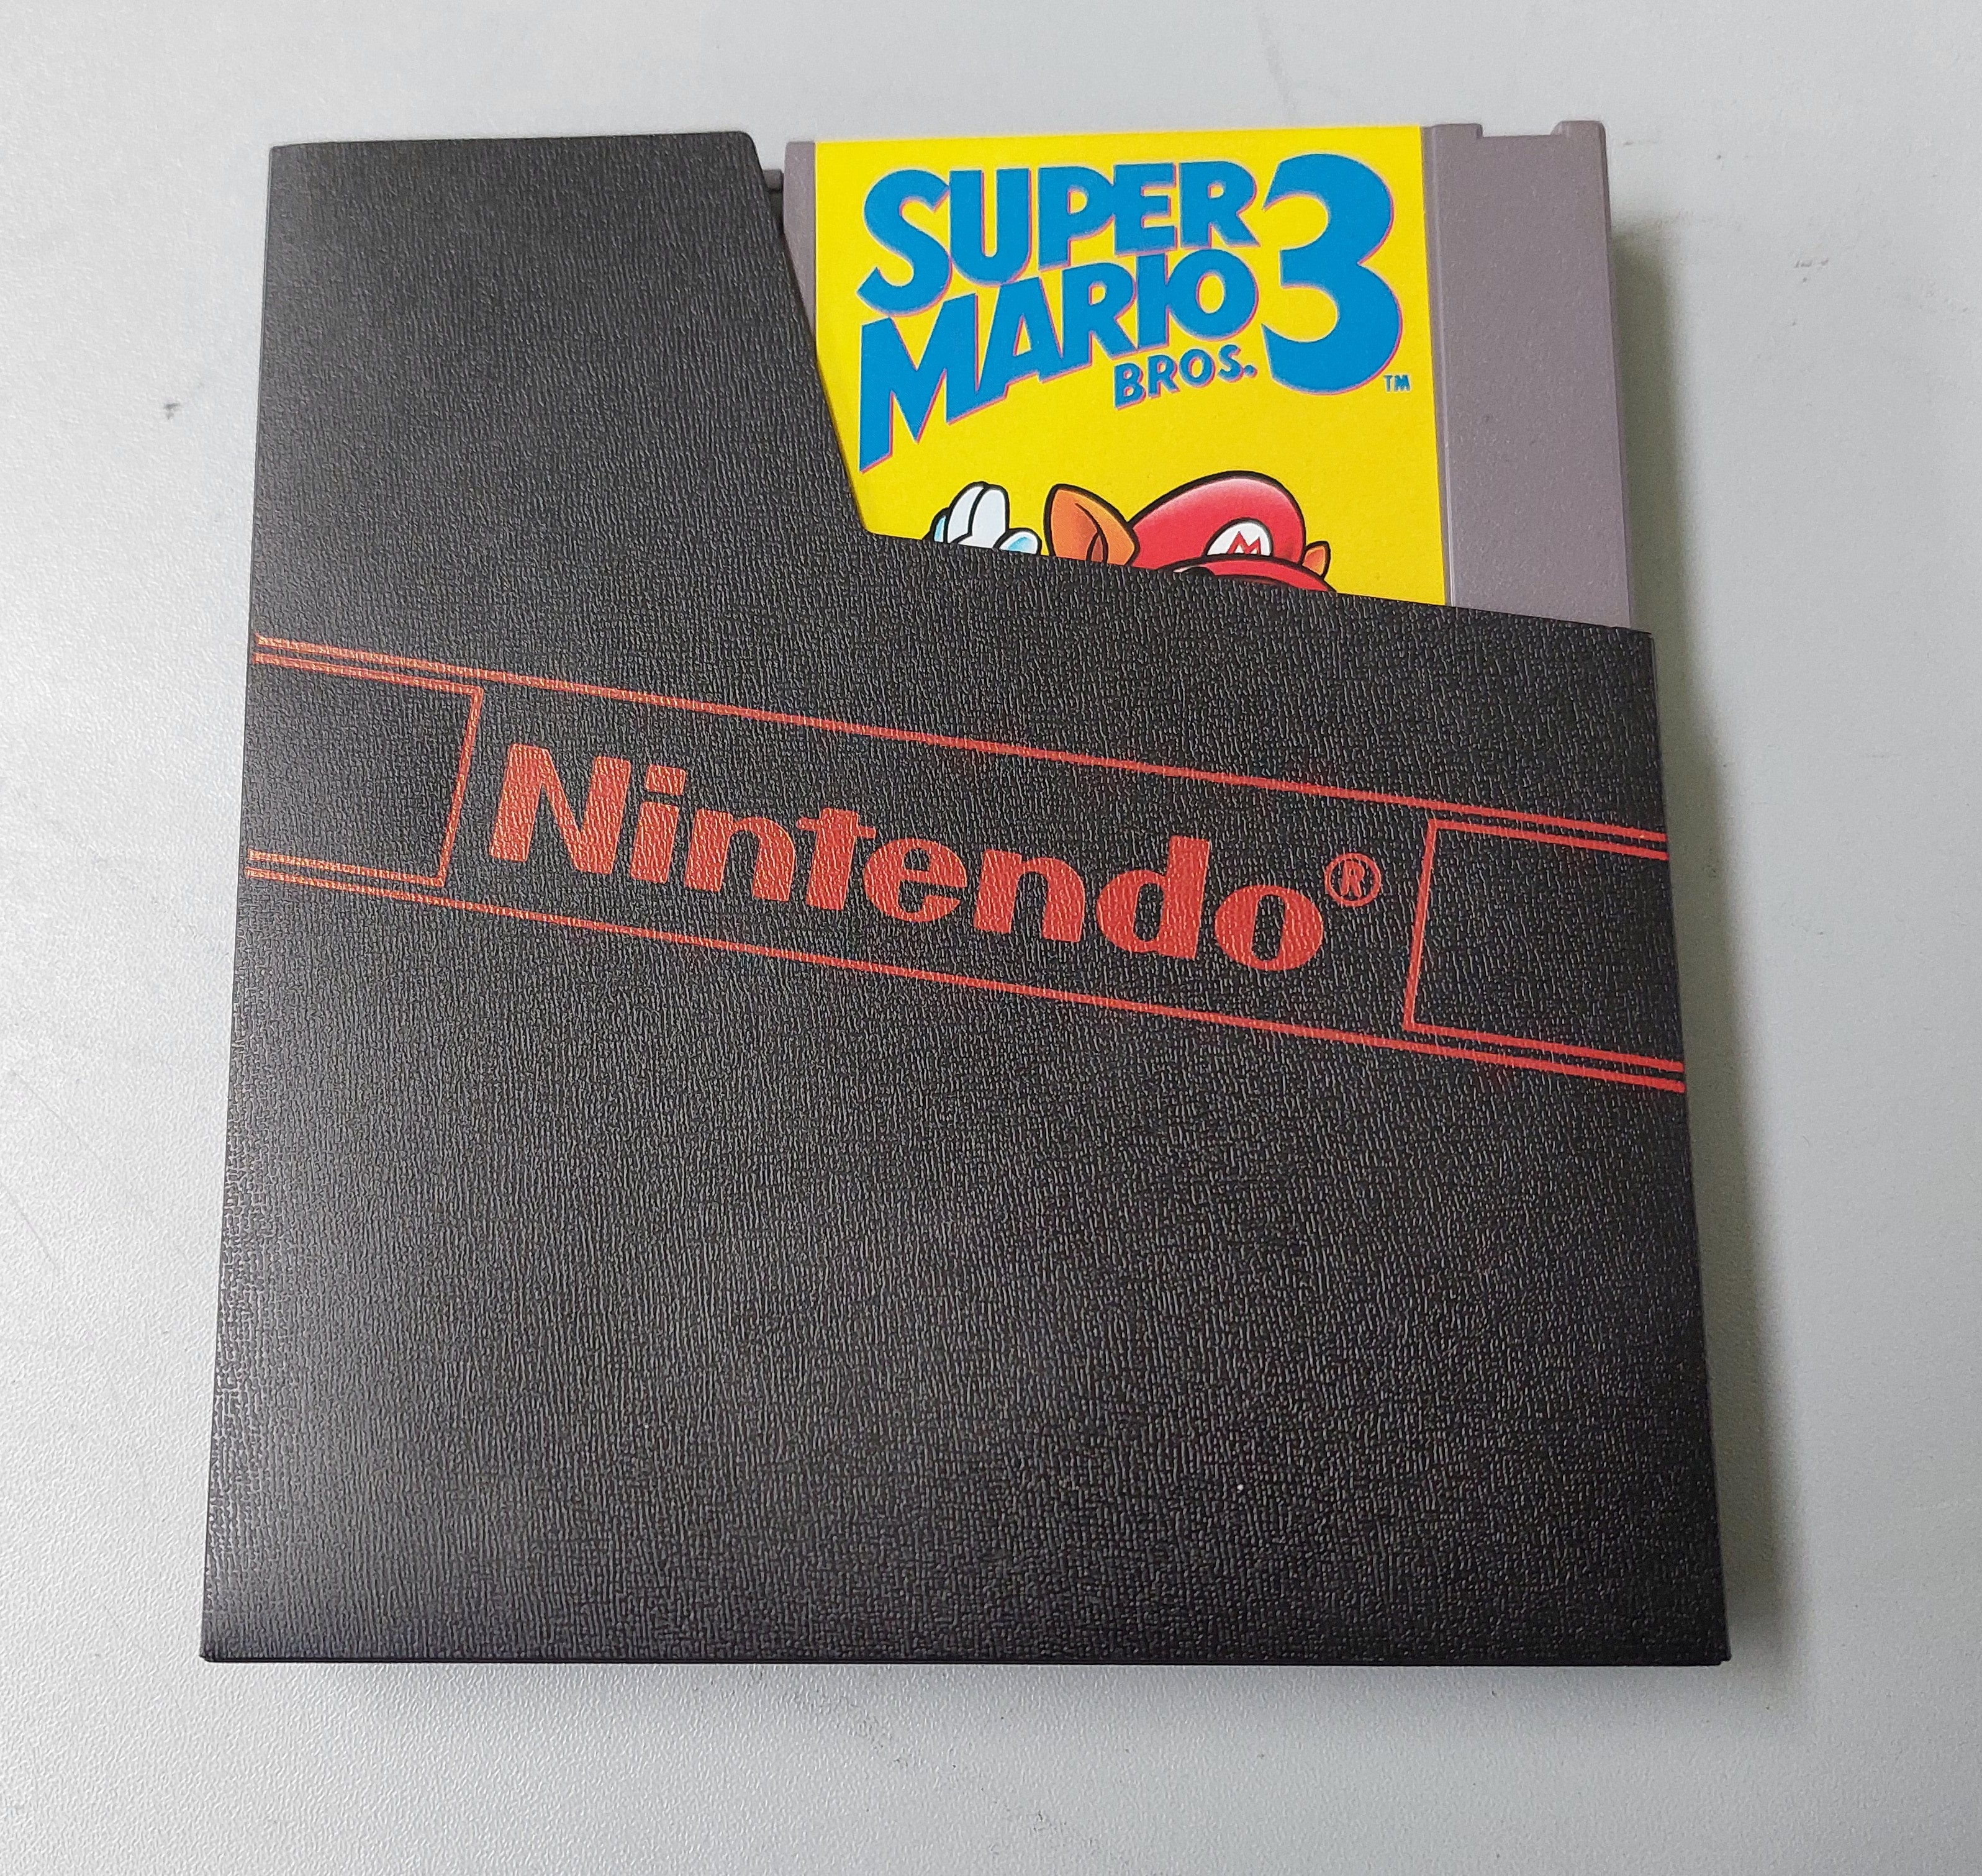 SUPER
MARIO
BROS.
3
TM
M
Nintendo®